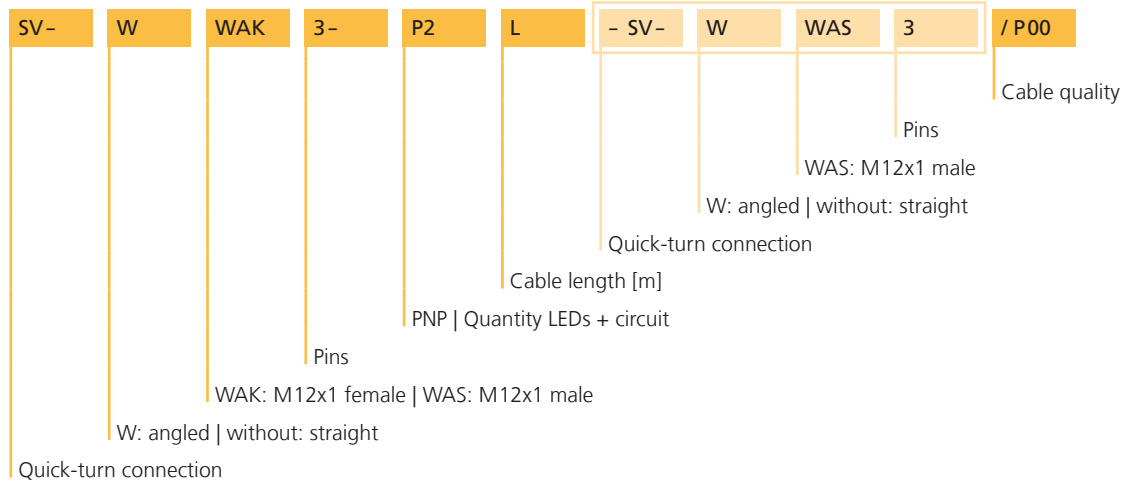 SV- W WAK 3- P2 L - SV- W WAS 3 / P00
Cable quality
Pins
WAS: M12x1 male
W: angled | without: straight
Quick-turn connection
Cable length [m]
PNP | Quantity LEDs + circuit
Pins
WAK: M12x1 female | WAS: M12x1 male
W: angled | without: straight
Quick-turn connection